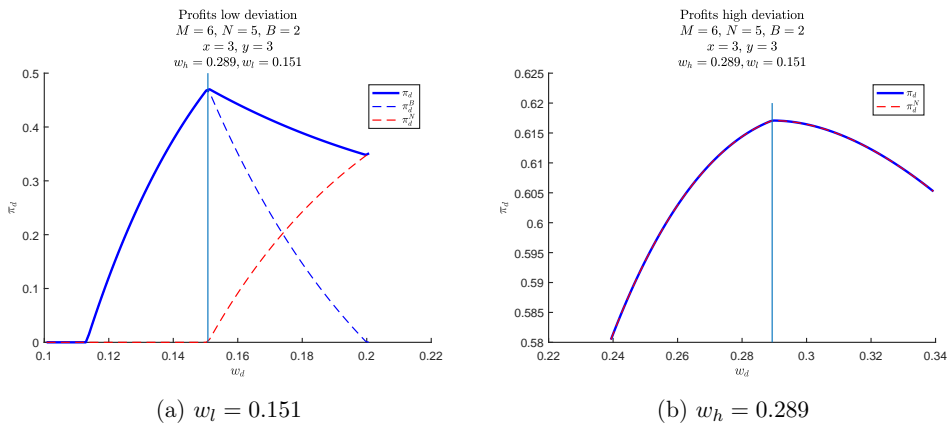 Profits low deviation
M = 6, N = 5, B = 2
x = 3, y = 3
w_h = 0.289, w_l = 0.151
0.5
0.4
0.3
0.2
0.1
0
π_d
π_d
π_d^B
π_d^N
0.1 0.12 0.14 0.16 0.18 0.2 0.22
w_d
(a) w_l = 0.151
Profits high deviation
M = 6, N = 5, B = 2
x = 3, y = 3
w_h = 0.289, w_l = 0.151
0.625
0.62
0.615
0.61
0.605
0.6
0.595
0.59
0.585
0.58
π_d
π_d
π_d^N
0.22 0.24 0.26 0.28 0.3 0.32 0.34
w_d
(b) w_h = 0.289